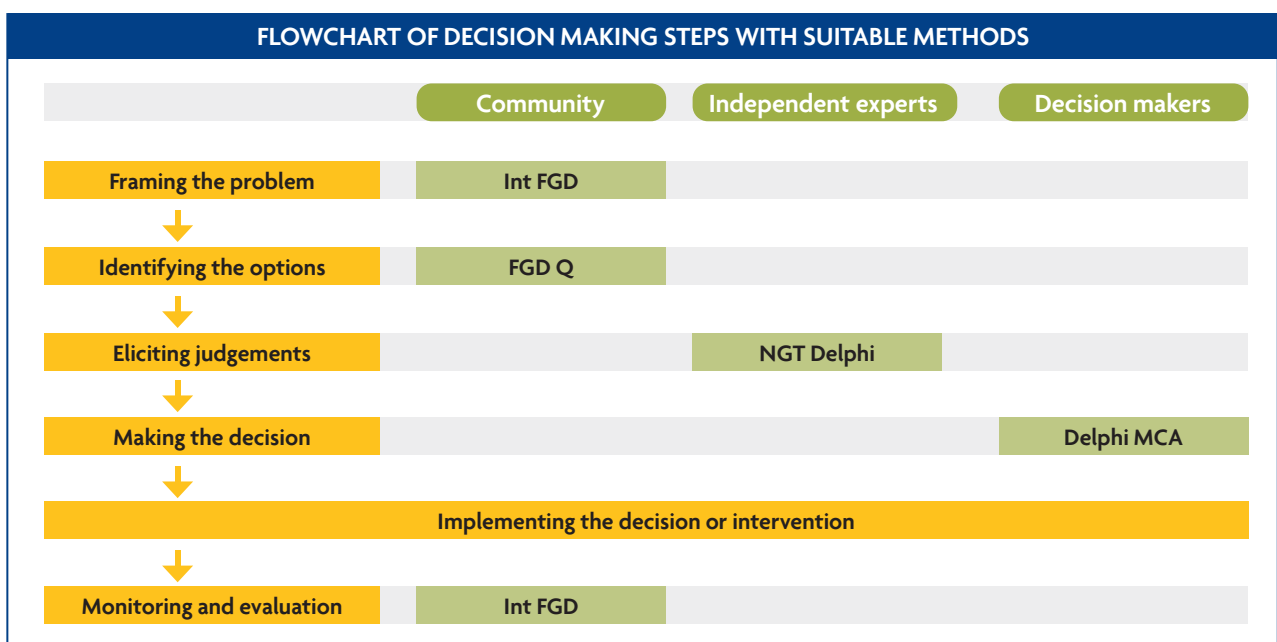 FLOWCHART OF DECISION MAKING STEPS WITH SUITABLE METHODS
Community Independent experts Decision makers
Framing the problem Int FGD
Identifying the options FGD Q
Eliciting judgements NGT Delphi
Making the decision Delphi MCA
Implementing the decision or intervention
Monitoring and evaluation Int FGD